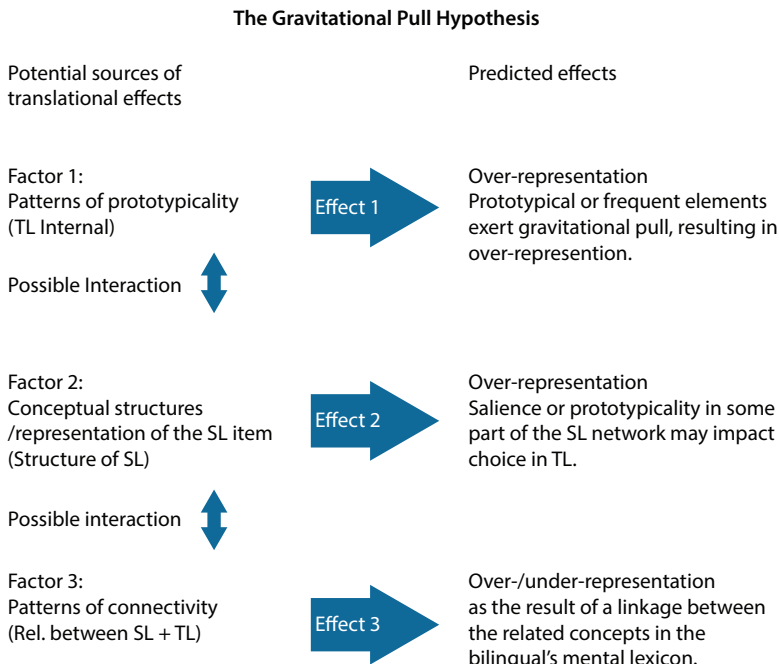 The Gravitational Pull Hypothesis
Potential sources of
translational effects
Predicted effects
Factor 1:
Patterns of prototypicality
(TL Internal)
Effect 1
Over-representation
Prototypical or frequent elements
exert gravitational pull, resulting in
over-represention.
Possible Interaction
Factor 2:
Conceptual structures
/representation of the SL item
(Structure of SL)
Effect 2
Over-representation
Salience or prototypicality in some
part of the SL network may impact
choice in TL.
Possible interaction
Factor 3:
Patterns of connectivity
(Rel. between SL + TL)
Effect 3
Over-/under-representation
as the result of a linkage between
the related concepts in the
bilingual's mental lexicon.